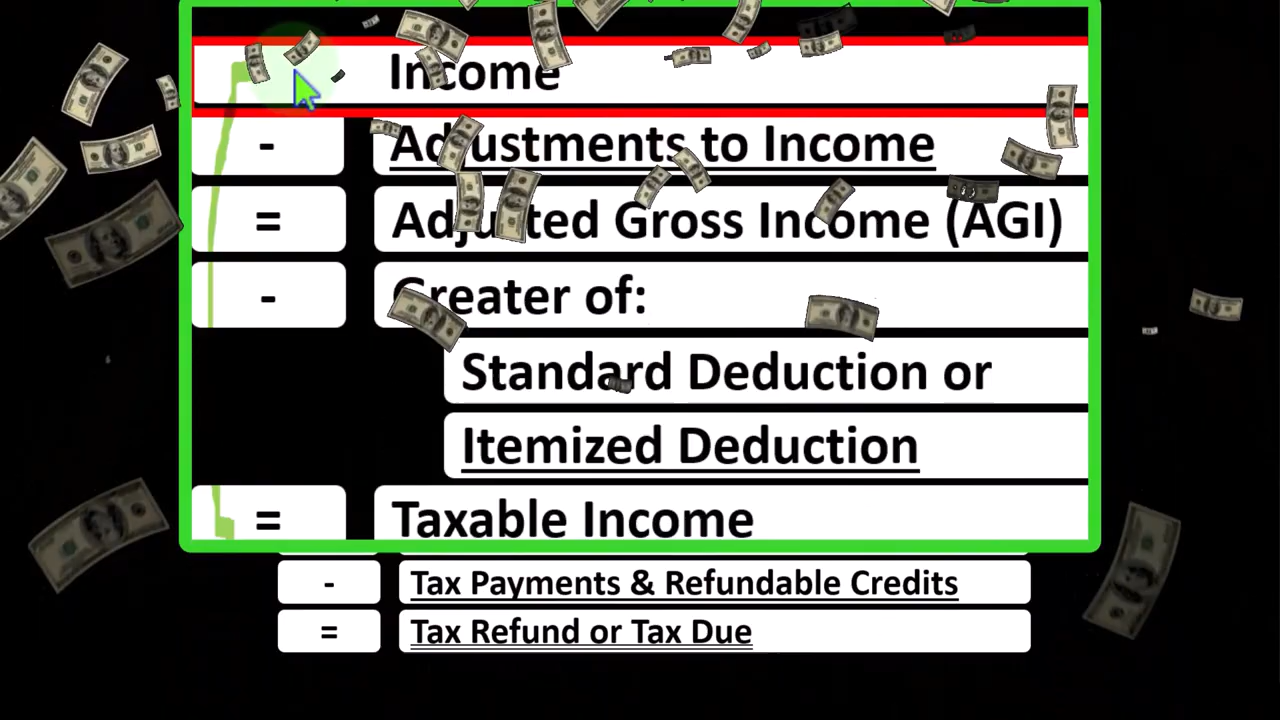 Income
- Adjustments to Income
= Adjusted Gross Income (AGI)
- Greater of:
Standard Deduction or
Itemized Deduction
= Taxable Income
- Tax Payments & Refundable Credits
= Tax Refund or Tax Due